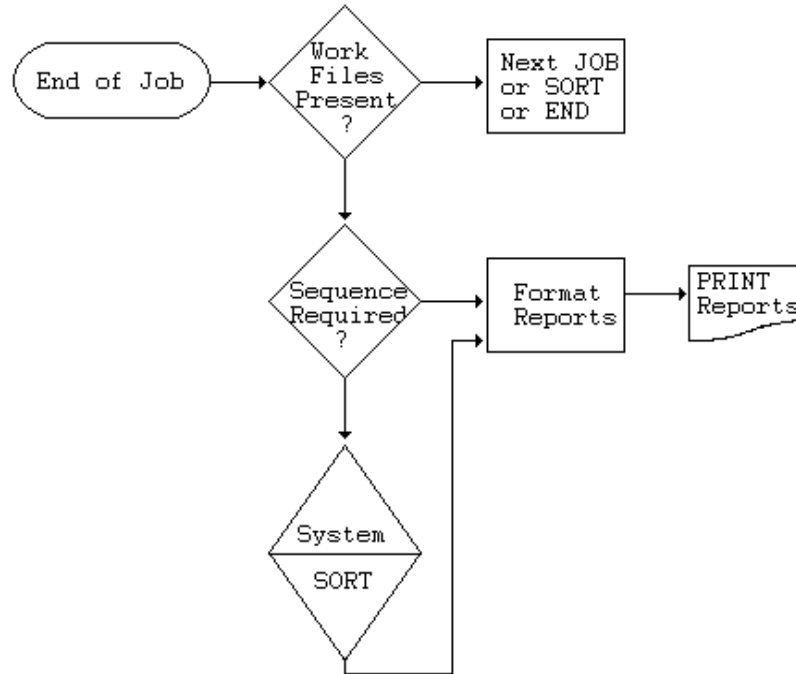 End of Job
Work
Files
Present
?
Next JOB
or SORT
or END
Sequence
Required
?
Format
Reports
PRINT
Reports
System
SORT